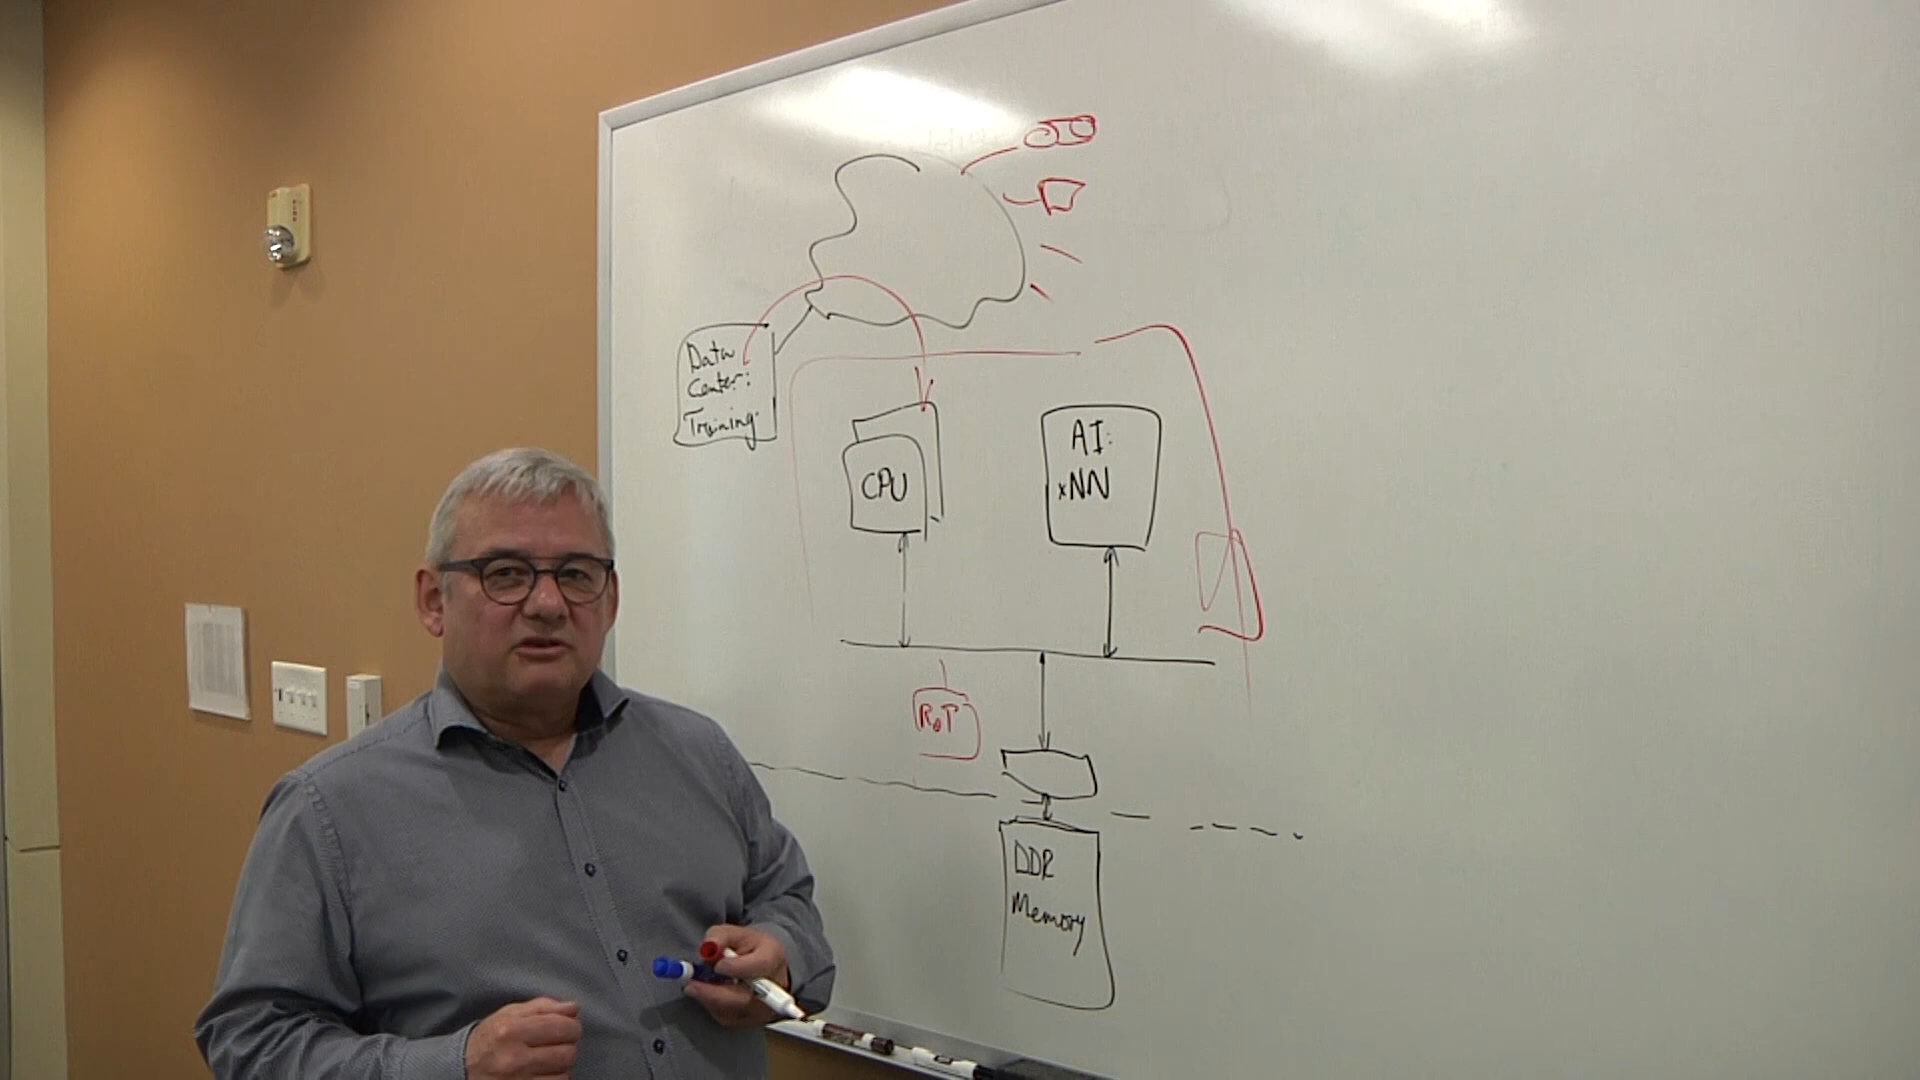 Data
Center:
Training
CPU
AI:
xNN
RoT
DDR
Memory